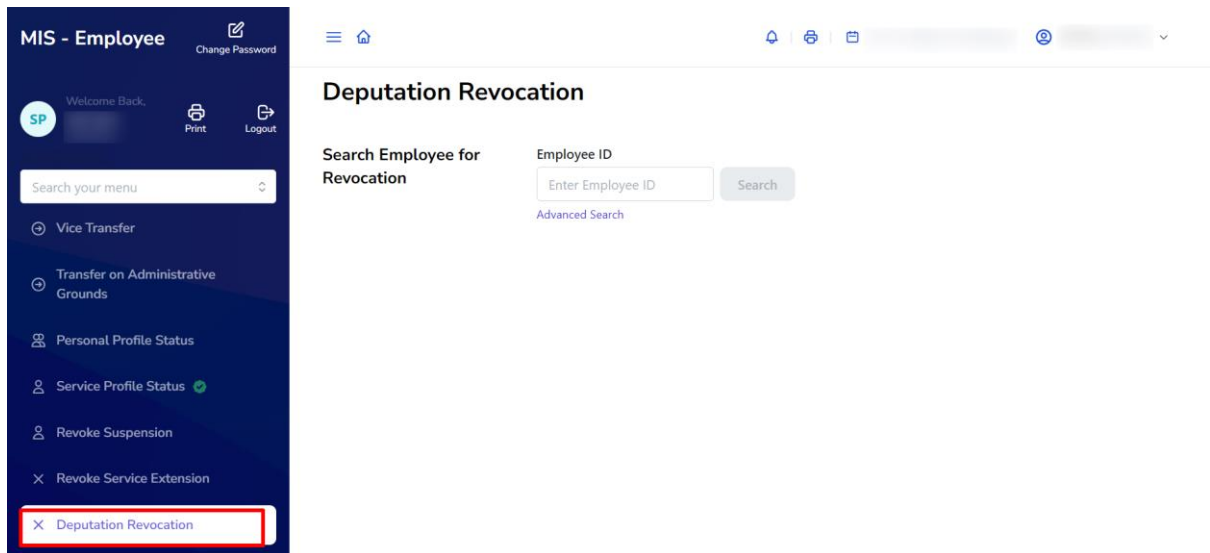 MIS - Employee
Change Password
Welcome Back,
SP
Print
Logout
Search your menu
Vice Transfer
Transfer on Administrative
Grounds
Personal Profile Status
Service Profile Status
Revoke Suspension
Revoke Service Extension
Deputation Revocation
Deputation Revocation
Search Employee for
Revocation
Employee ID
Enter Employee ID
Search
Advanced Search